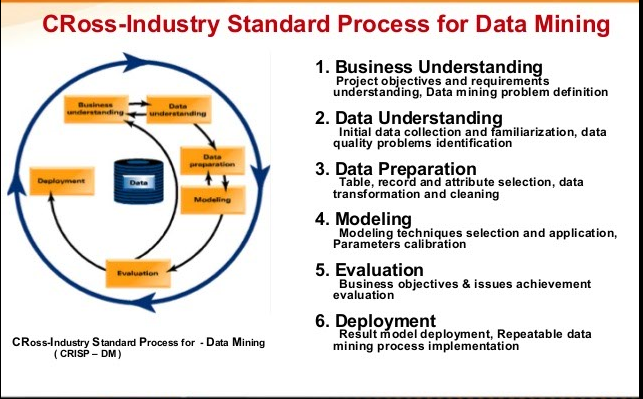 CRoss-Industry Standard Process for Data Mining
Business
understanding
Data
understanding
Data
preparation
Modeling
Data
Deployment
Evaluation
CRoss-Industry Standard Process for - Data Mining
( CRISP – DM )
1. Business Understanding
Project objectives and requirements
understanding, Data mining problem definition
2. Data Understanding
Initial data collection and familiarization, data
quality problems identification
3. Data Preparation
Table, record and attribute selection, data
transformation and cleaning
4. Modeling
Modeling techniques selection and application,
Parameters calibration
5. Evaluation
Business objectives & issues achievement
evaluation
6. Deployment
Result model deployment, Repeatable data
mining process implementation